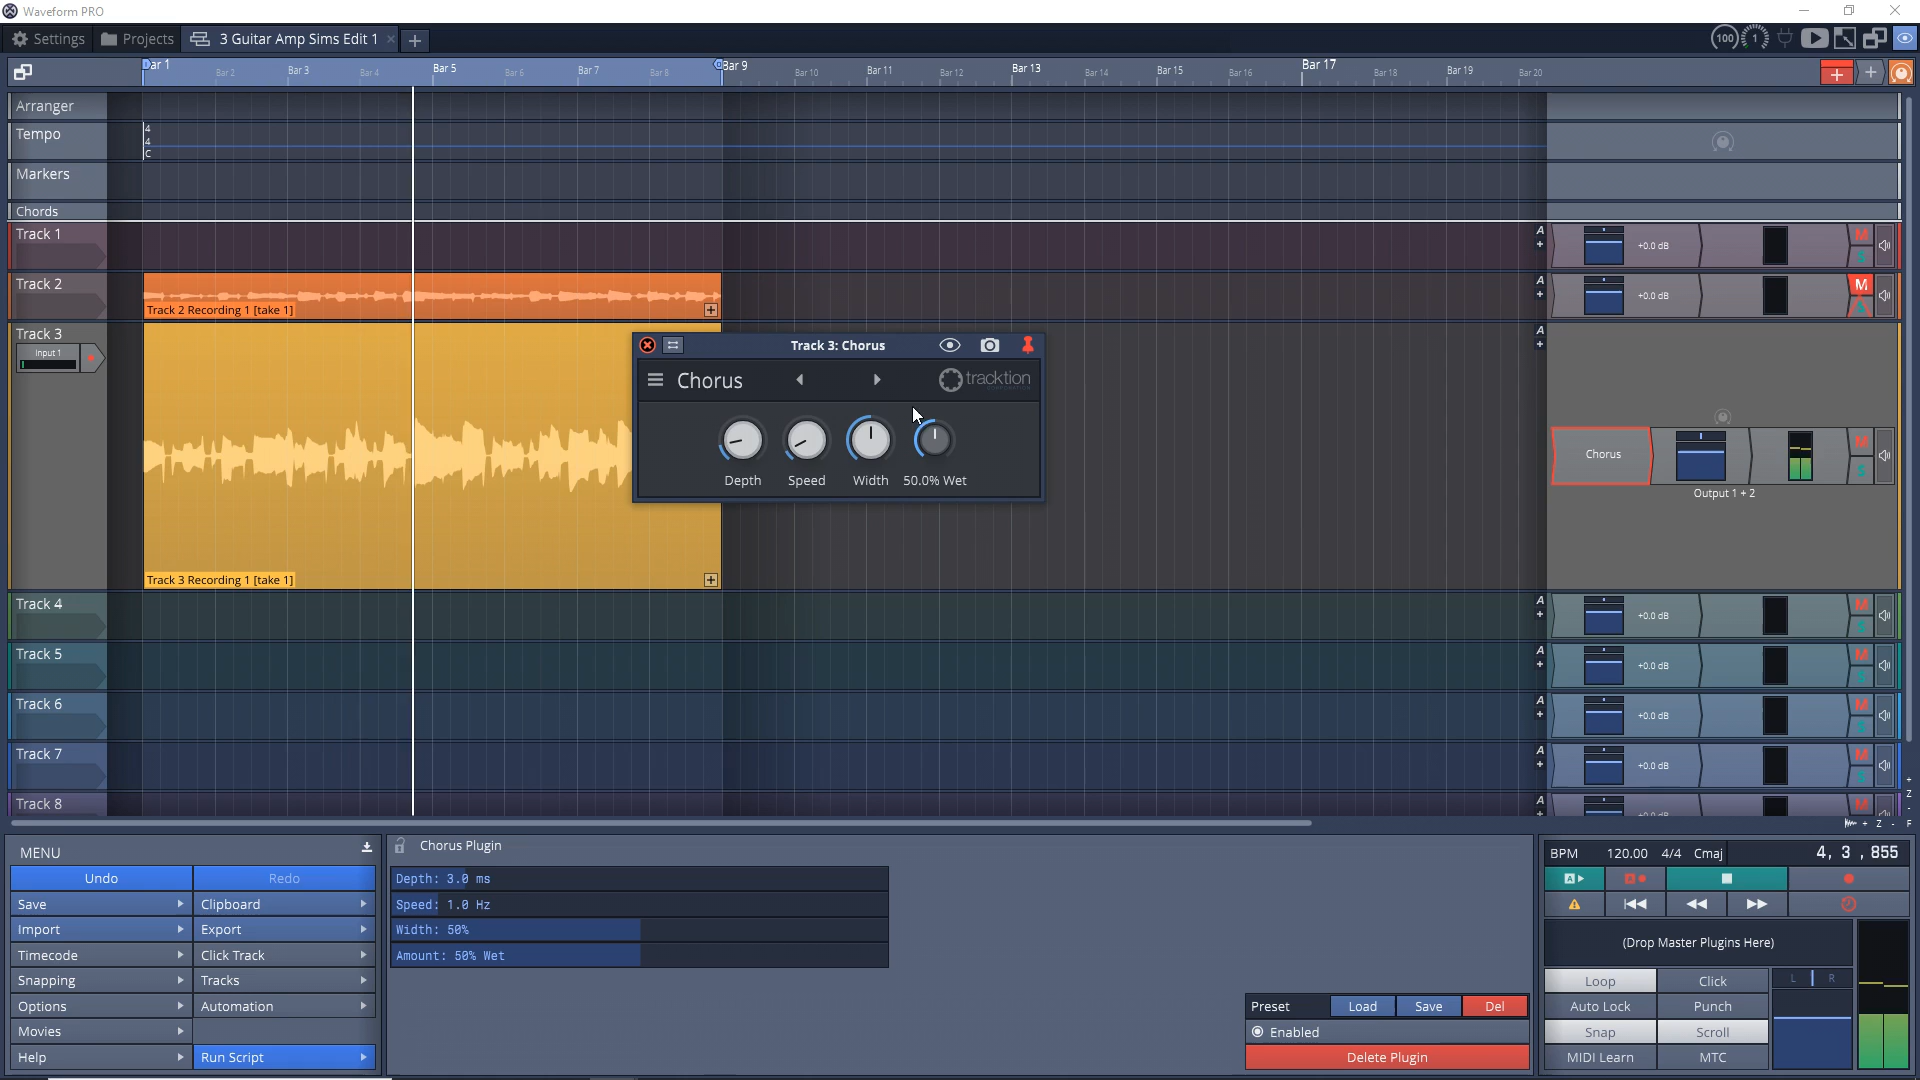 Waveform PRO
Settings Projects 3 Guitar Amp Sims Edit 1
100 1
Bar 1 Bar 2 Bar 3 Bar 4 Bar 5 Bar 6 Bar 7 Bar 8 Bar 9 Bar 10 Bar 11 Bar 12 Bar 13 Bar 14 Bar 15 Bar 16 Bar 17 Bar 18 Bar 19 Bar 20
Arranger
Tempo
4
4
C
Markers
Chords
Track 1
A
+0.0 dB
M
S
Track 2
Track 2 Recording 1 [take 1]
A
+0.0 dB
M
Track 3
Input 1
Track 3 Recording 1 [take 1]
A
Track 3: Chorus
Chorus
tracktion
Depth Speed Width 50.0% Wet
Chorus
M
S
Output 1 + 2
Track 4
A
+0.0 dB
M
S
Track 5
A
+0.0 dB
M
S
Track 6
A
+0.0 dB
M
S
Track 7
A
+0.0 dB
M
S
Track 8
A
+0.0 dB
M
Z
F
+ Z -
MENU
Undo Redo
Save Clipboard
Import Export
Timecode Click Track
Snapping Tracks
Options Automation
Movies
Help Run Script
Chorus Plugin
Depth: 3.0 ms
Speed: 1.0 Hz
Width: 50%
Amount: 50% Wet
Preset Load Save Del
Enabled
Delete Plugin
BPM 120.00 4/4 Cmaj 4, 3 , 855
A A
(Drop Master Plugins Here)
Loop Click
Auto Lock Punch
Snap Scroll
MIDI Learn MTC
L R